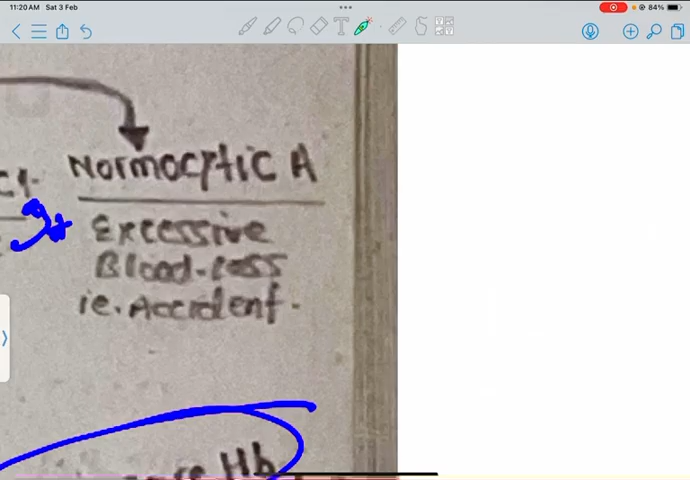 11:20 AM Sat 3 Feb
84%
Normocytic A
Excessive
Blood-Loss
ie. Accident.
Hb